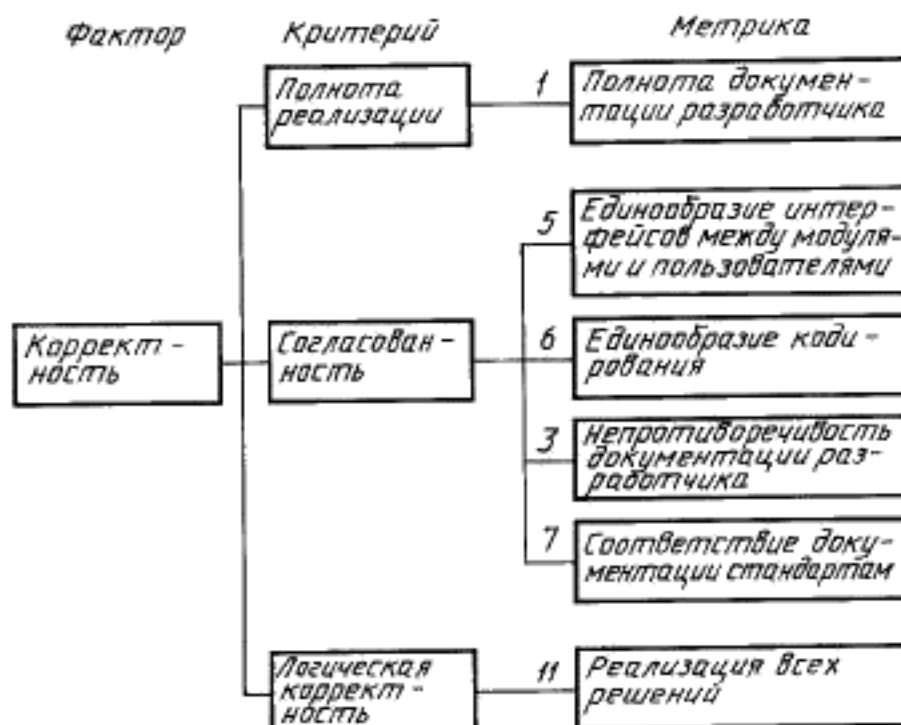 Фактор Критерий Метрика
Полнота
реализации
1
Полнота докумен-
тации разработчика
5
Единообразие интер-
фейсов между модуля-
ми и пользователями
Коррект-
ность
Согласован-
ность
6
Единообразие коди-
рования
3
Непротиворечивость
документации раз-
работчика
7
Соответствие доку-
ментации стандартам
Логическая
коррект-
ность
11
Реализация всех
решений